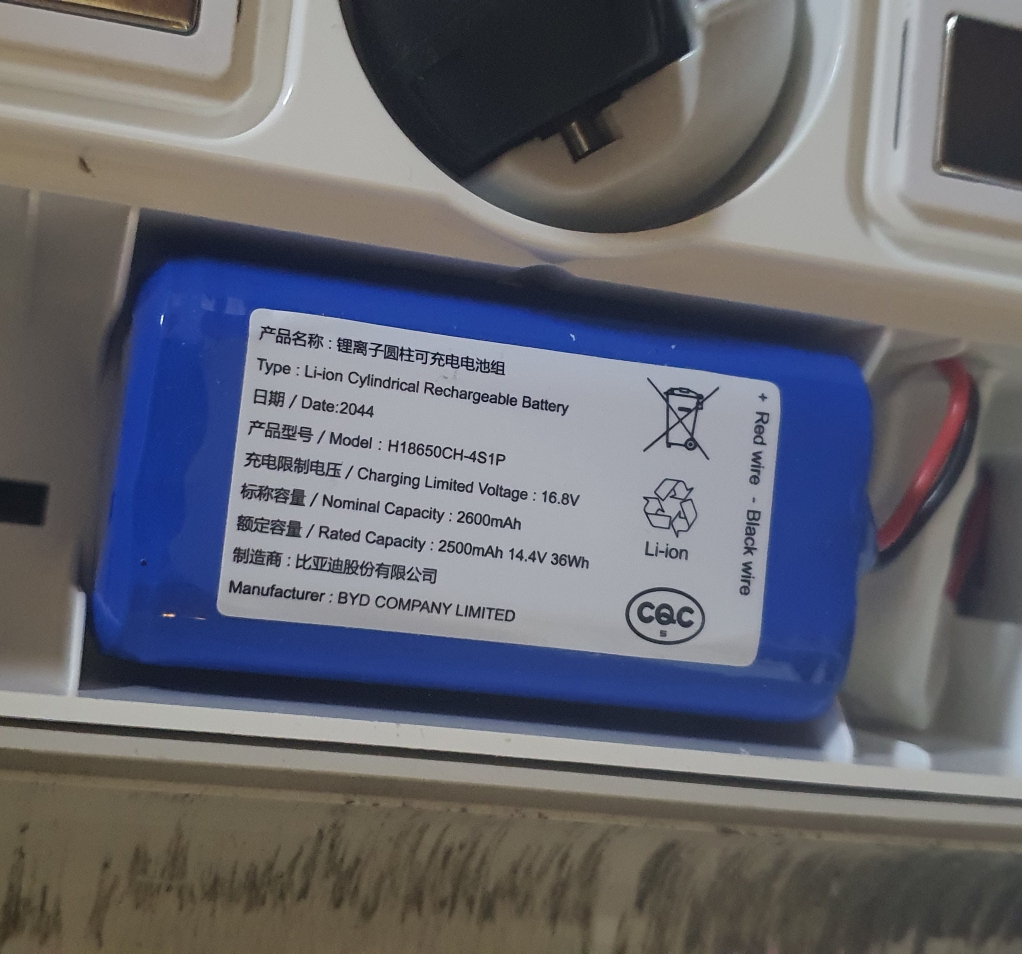 产品名称 : 锂离子圆柱可充电电池组
Type : Li-ion Cylindrical Rechargeable Battery
日期 / Date:2044
产品型号 / Model : H18650CH-4S1P
充电限制电压 / Charging Limited Voltage : 16.8V
标称容量 / Nominal Capacity : 2600mAh
额定容量 / Rated Capacity : 2500mAh 14.4V 36Wh
制造商 : 比亚迪股份有限公司
Manufacturer : BYD COMPANY LIMITED
Li-ion
CQC
+ Red wire - Black wire